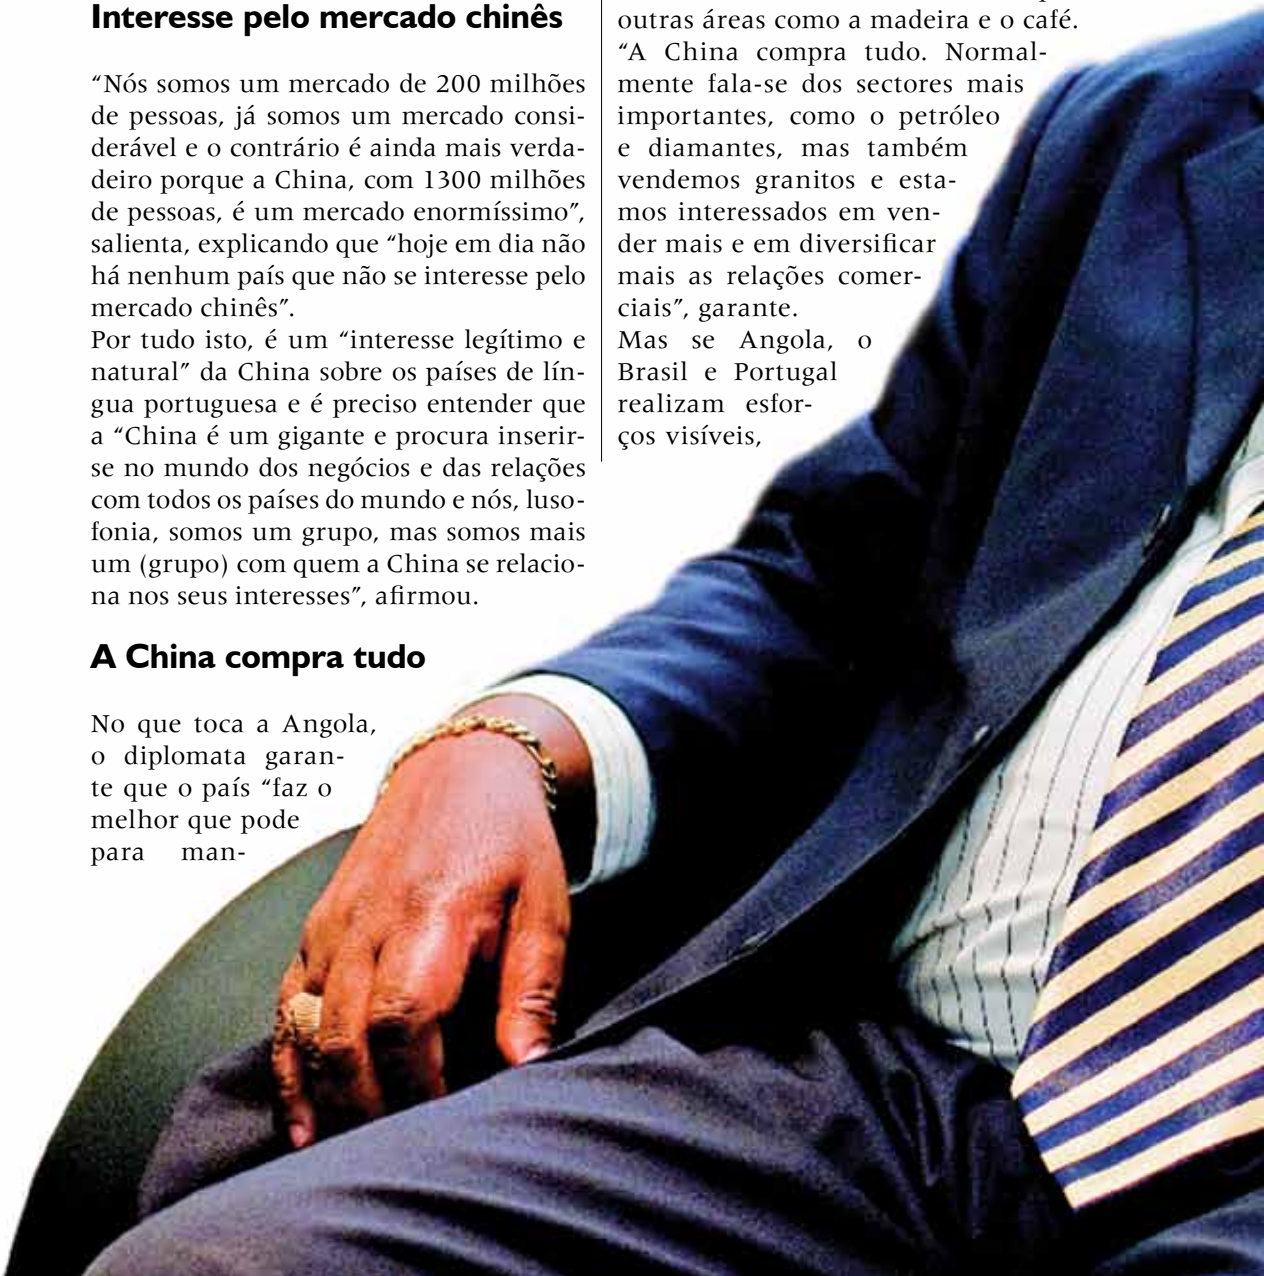 Interesse pelo mercado chinês
“Nós somos um mercado de 200 milhões
de pessoas, já somos um mercado consi-
derável e o contrário é ainda mais verda-
deiro porque a China, com 1300 milhões
de pessoas, é um mercado enormíssimo”,
salienta, explicando que “hoje em dia não
há nenhum país que não se interesse pelo
mercado chinês”.
Por tudo isto, é um “interesse legítimo e
natural” da China sobre os países de lín-
gua portuguesa e é preciso entender que
a “China é um gigante e procura inserir-
se no mundo dos negócios e das relações
com todos os países do mundo e nós, luso-
fonia, somos um grupo, mas somos mais
um (grupo) com quem a China se relacio-
na nos seus interesses”, afirmou.
A China compra tudo
No que toca a Angola,
o diplomata garan-
te que o país “faz o
melhor que pode
para man-
outras áreas como a madeira e o café.
“A China compra tudo. Normal-
mente fala-se dos sectores mais
importantes, como o petróleo
e diamantes, mas também
vendemos granitos e esta-
mos interessados em ven-
der mais e em diversificar
mais as relações comer-
ciais”, garante.
Mas se Angola, o
Brasil e Portugal
realizam esfor-
ços visíveis,